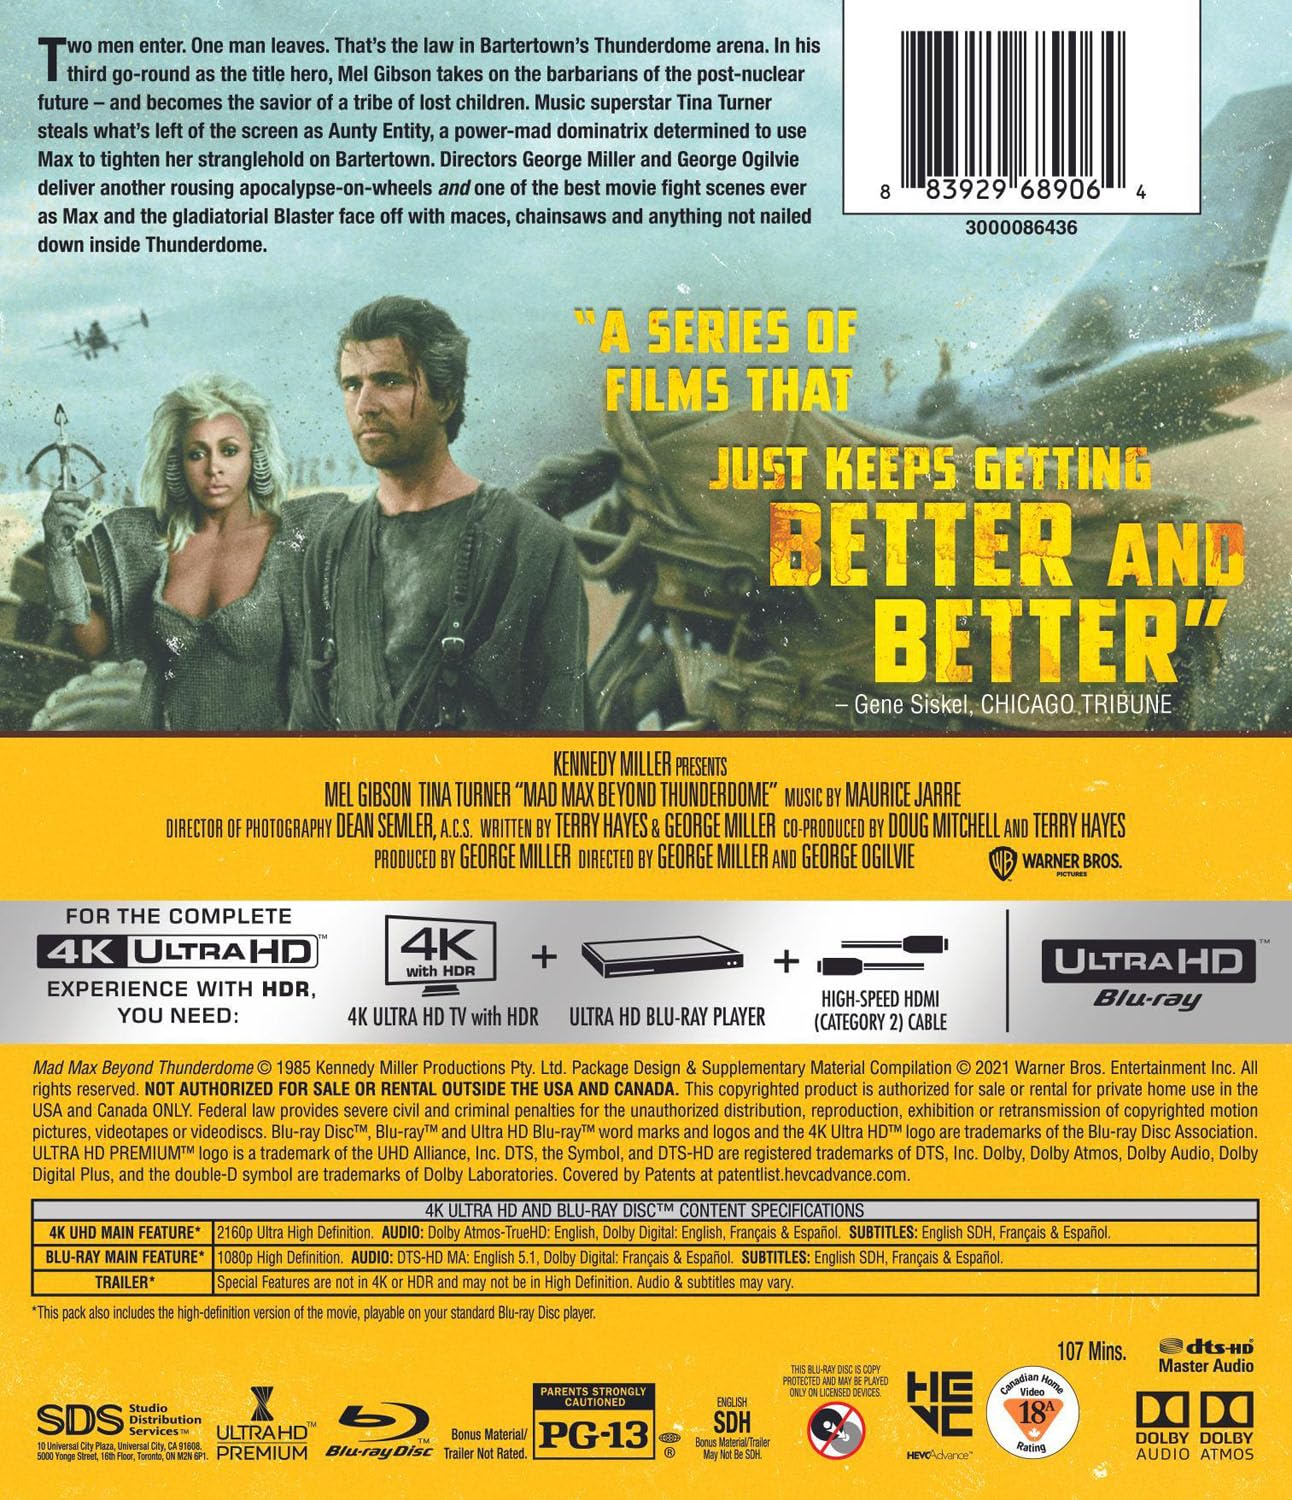 Two men enter. One man leaves. That's the law in Bartertown's Thunderdome arena. In his
third go-round as the title hero, Mel Gibson takes on the barbarians of the post-nuclear
future – and becomes the savior of a tribe of lost children. Music superstar Tina Turner
steals what's left of the screen as Aunty Entity, a power-mad dominatrix determined to use
Max to tighten her stranglehold on Bartertown. Directors George Miller and George Ogilvie
deliver another rousing apocalypse-on-wheels and one of the best movie fight scenes ever
as Max and the gladiatorial Blaster face off with maces, chainsaws and anything not nailed
down inside Thunderdome.
8 83929 68906 4
3000086436
"A SERIES OF
FILMS THAT
JUST KEEPS GETTING
BETTER AND
BETTER"
– Gene Siskel, CHICAGO TRIBUNE
KENNEDY MILLER PRESENTS
MEL GIBSON TINA TURNER "MAD MAX BEYOND THUNDERDOME" MUSIC BY MAURICE JARRE
DIRECTOR OF PHOTOGRAPHY DEAN SEMLER, A.C.S. WRITTEN BY TERRY HAYES & GEORGE MILLER CO-PRODUCED BY DOUG MITCHELL AND TERRY HAYES
PRODUCED BY GEORGE MILLER DIRECTED BY GEORGE MILLER AND GEORGE OGILVIE
WB WARNER BROS.
PICTURES
FOR THE COMPLETE
4K ULTRA HD™
EXPERIENCE WITH HDR,
YOU NEED:
4K
with HDR
4K ULTRA HD TV with HDR
+
ULTRA HD BLU-RAY PLAYER
+
HIGH-SPEED HDMI
(CATEGORY 2) CABLE
ULTRA HD™
Blu-ray
Mad Max Beyond Thunderdome © 1985 Kennedy Miller Productions Pty. Ltd. Package Design & Supplementary Material Compilation © 2021 Warner Bros. Entertainment Inc. All
rights reserved. NOT AUTHORIZED FOR SALE OR RENTAL OUTSIDE THE USA AND CANADA. This copyrighted product is authorized for sale or rental for private home use in the
USA and Canada ONLY. Federal law provides severe civil and criminal penalties for the unauthorized distribution, reproduction, exhibition or retransmission of copyrighted motion
pictures, videotapes or videodiscs. Blu-ray Disc™, Blu-ray™ and Ultra HD Blu-ray™ word marks and logos and the 4K Ultra HD™ logo are trademarks of the Blu-ray Disc Association.
ULTRA HD PREMIUM™ logo is a trademark of the UHD Alliance, Inc. DTS, the Symbol, and DTS-HD are registered trademarks of DTS, Inc. Dolby, Dolby Atmos, Dolby Audio, Dolby
Digital Plus, and the double-D symbol are trademarks of Dolby Laboratories. Covered by Patents at patentlist.hevcadvance.com.
4K ULTRA HD AND BLU-RAY DISC™ CONTENT SPECIFICATIONS
4K UHD MAIN FEATURE* 2160p Ultra High Definition. AUDIO: Dolby Atmos-TrueHD: English, Dolby Digital: English, Français & Español. SUBTITLES: English SDH, Français & Español.
BLU-RAY MAIN FEATURE* 1080p High Definition. AUDIO: DTS-HD MA: English 5.1, Dolby Digital: Français & Español. SUBTITLES: English SDH, Français & Español.
TRAILER* Special Features are not in 4K or HDR and may not be in High Definition. Audio & subtitles may vary.
*This pack also includes the high-definition version of the movie, playable on your standard Blu-ray Disc player.
107 Mins.
dts-HD
Master Audio
SDS Studio
Distribution
Services™
10 Universal City Plaza, Universal City, CA 91608.
5000 Yonge Street, 16th Floor, Toronto, ON M2N 6P1.
ULTRA HD™
PREMIUM
Blu-ray Disc™
Bonus Material/
Trailer Not Rated.
PARENTS STRONGLY
CAUTIONED
PG-13
®
ENGLISH
SDH
Bonus Material/Trailer
May Not Be SDH.
THIS BLU-RAY DISC IS COPY
PROTECTED AND MAY BE PLAYED
ONLY ON LICENSED DEVICES.
HEVC
HEVCAdvance™
Canadian Home
Video
18A
Rating
DOLBY
AUDIO
DOLBY
ATMOS